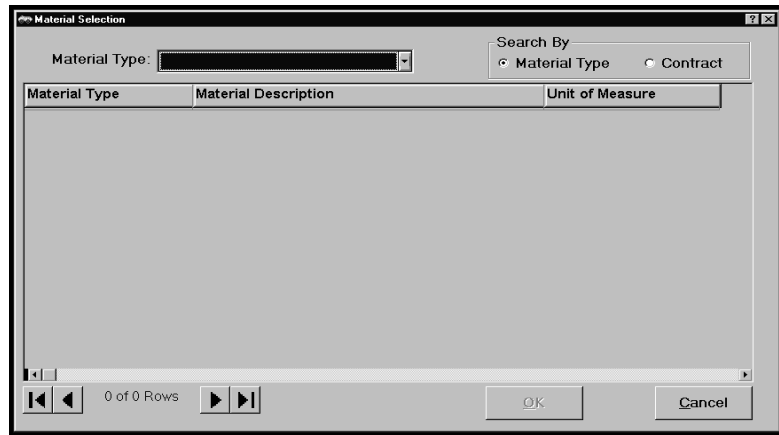 Material Selection
Search By
Material Type:
Material Type
Contract
Material Type
Material Description
Unit of Measure
0 of 0 Rows
OK
Cancel